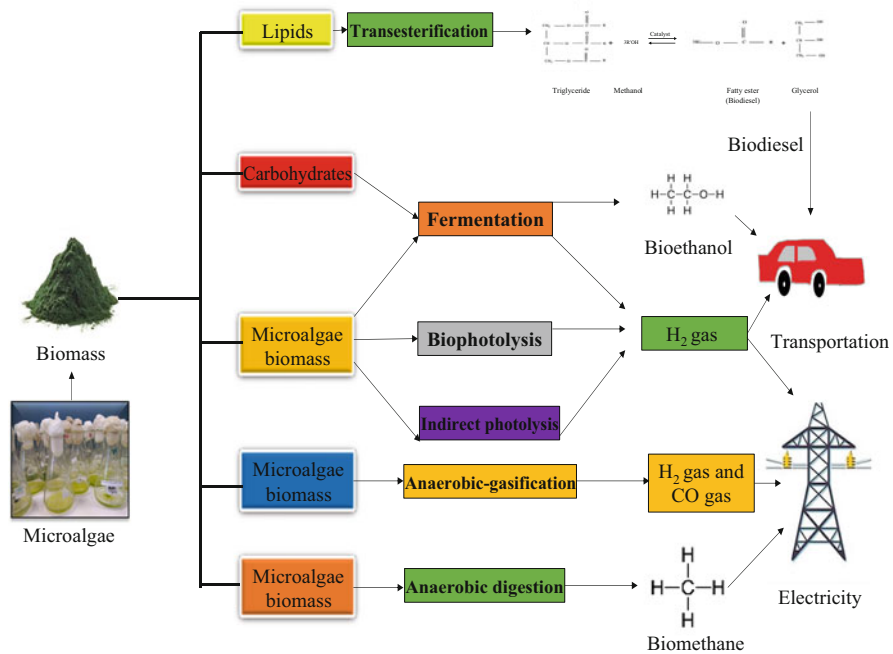 Lipids
Transesterification
Catalyst
3R'OH
Triglyceride
Methanol
Fatty ester
(Biodiesel)
Glycerol
Biodiesel
Carbohydrates
Fermentation
H H
H–C–C–O–H
H H
Bioethanol
Biomass
Microalgae
biomass
Biophotolysis
H₂ gas
Transportation
Indirect photolysis
Microalgae
Microalgae
biomass
Anaerobic-gasification
H₂ gas and
CO gas
Microalgae
biomass
Anaerobic digestion
H
H–C–H
H
Biomethane
Electricity